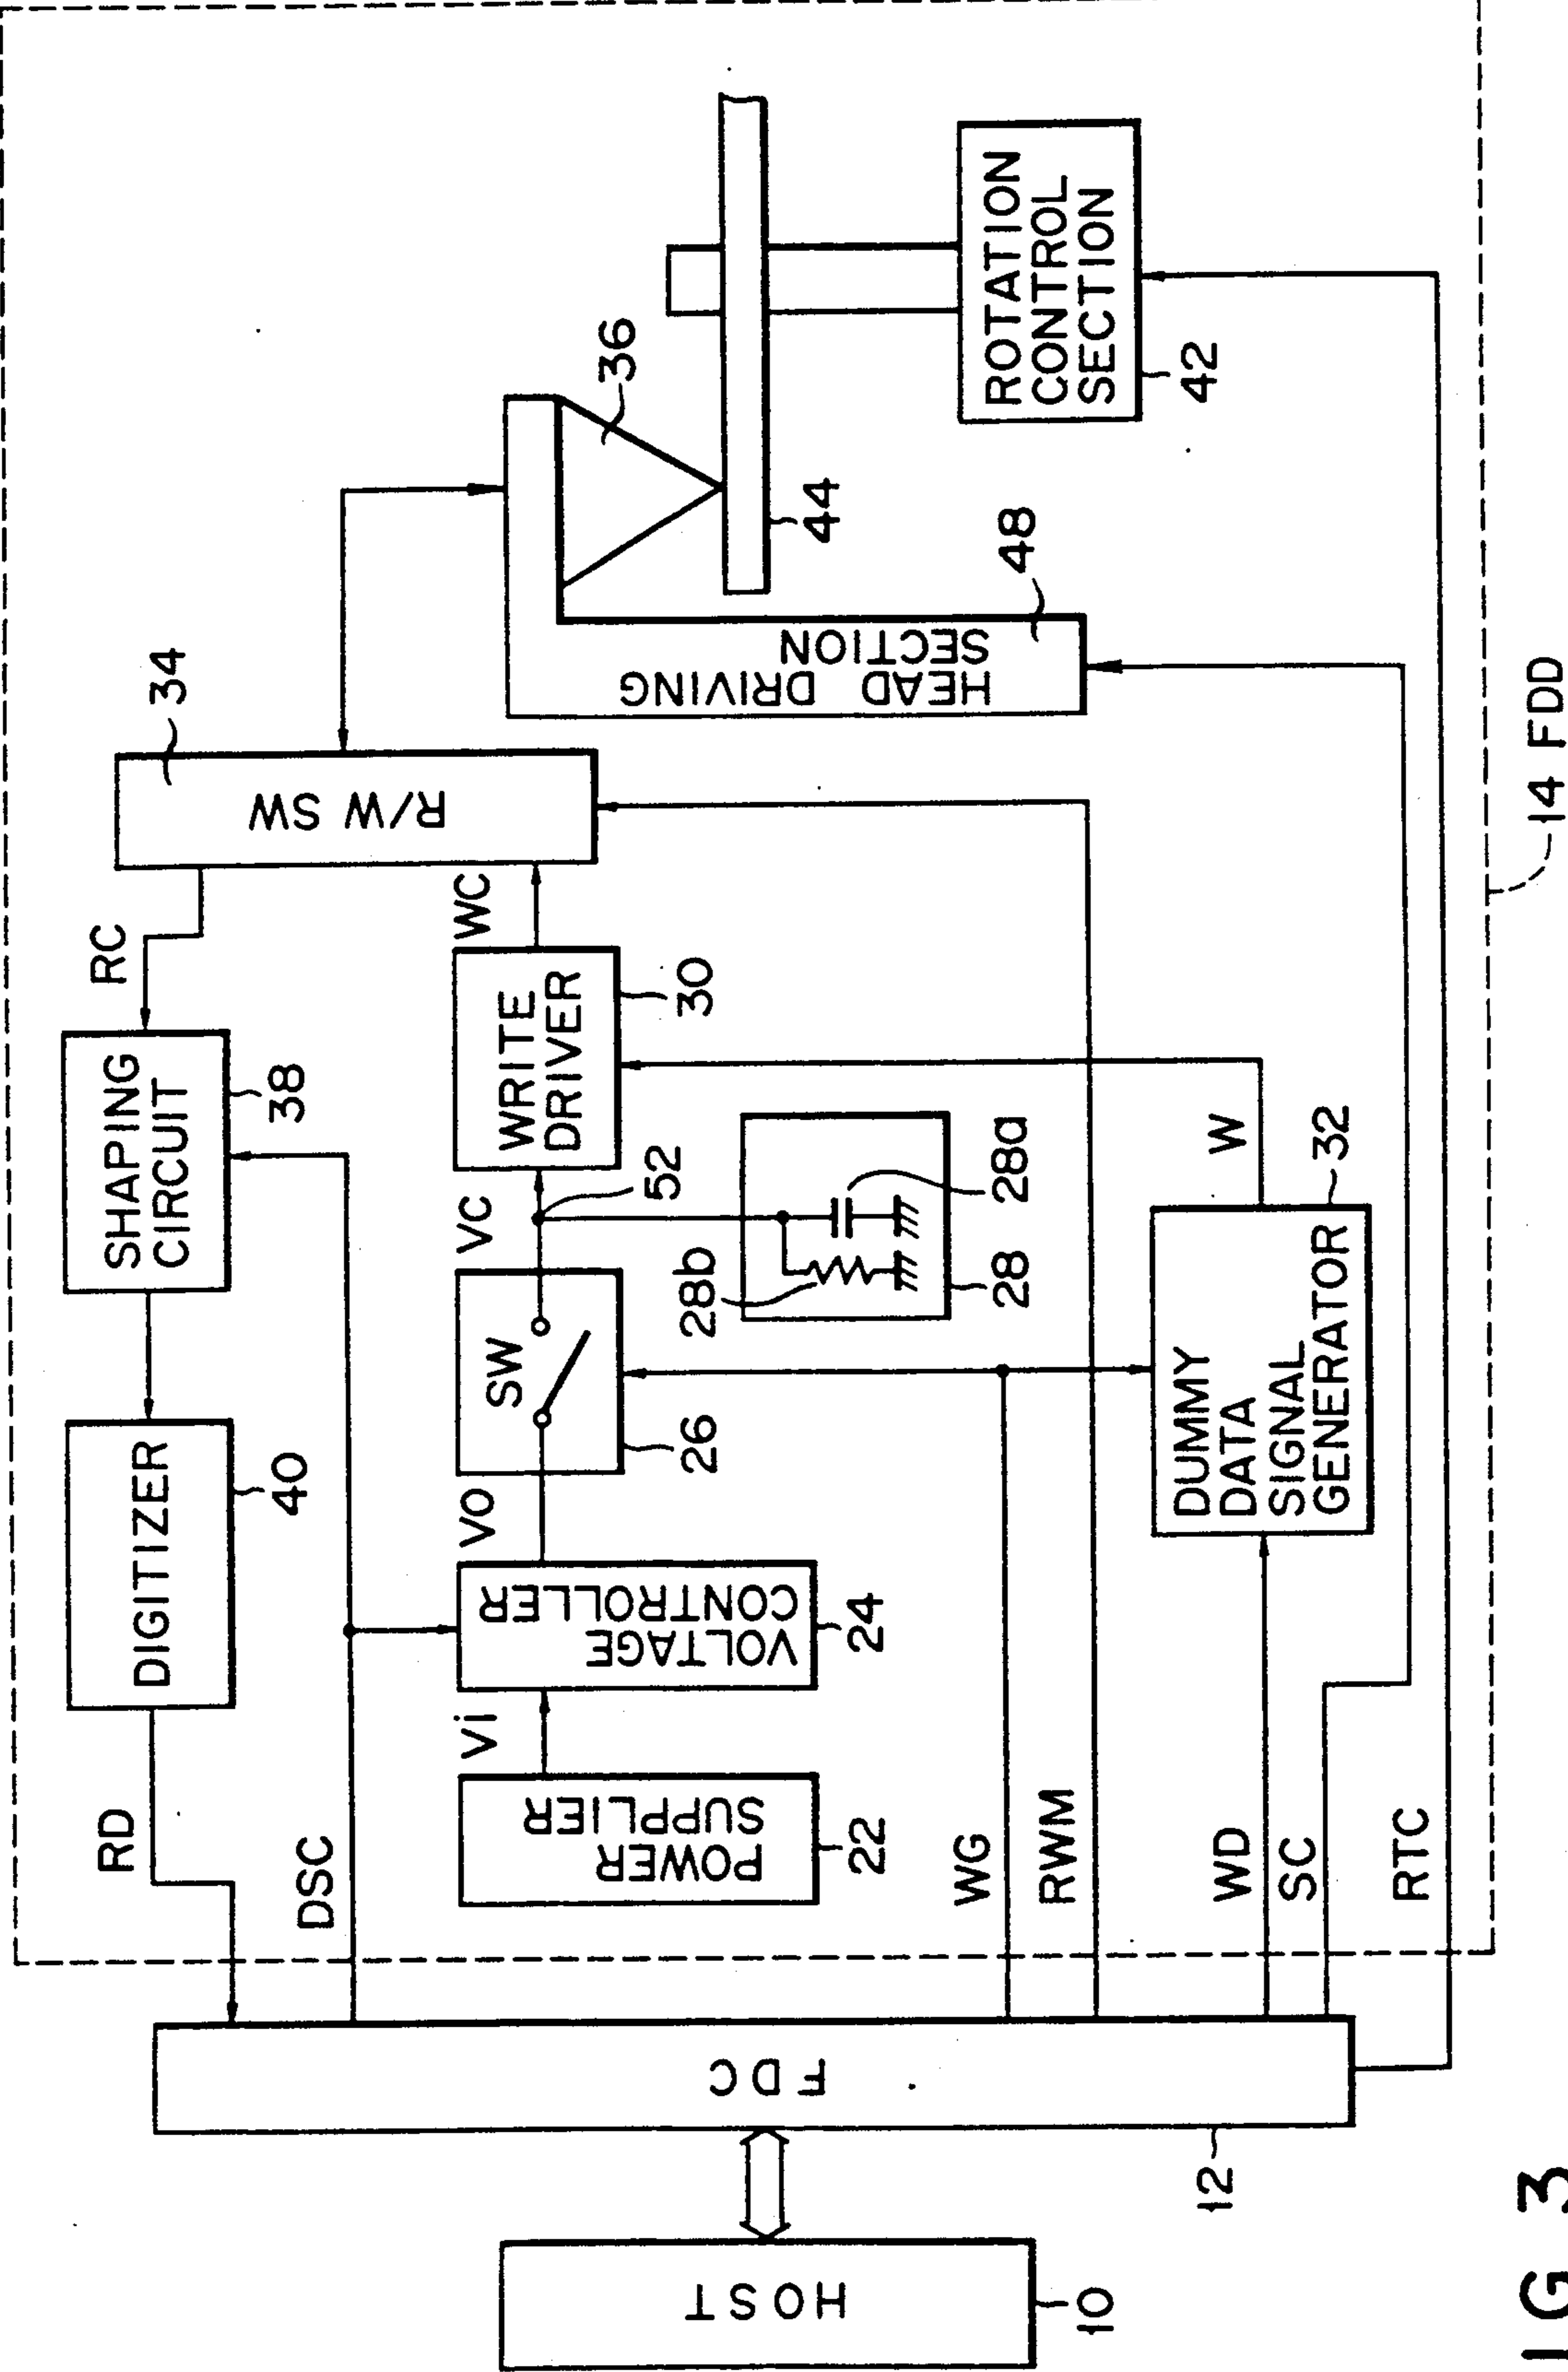 RD
DIGITIZER
40
SHAPING
CIRCUIT
38
RC
34
R/W SW
DSC
POWER
SUPPLIER
22
Vi
VOLTAGE
CONTROLLER
24
VO
SW
26
VC
52
WRITE
DRIVER
30
WC
28b
28
28a
HEAD DRIVING
SECTION
48
36
44
ROTATION
CONTROL
SECTION
42
HOST
10
FDC
12
WG
RWM
WD
SC
RTC
DUMMY
DATA
SIGNAL
GENERATOR
32
W
14 FDD
IG 3